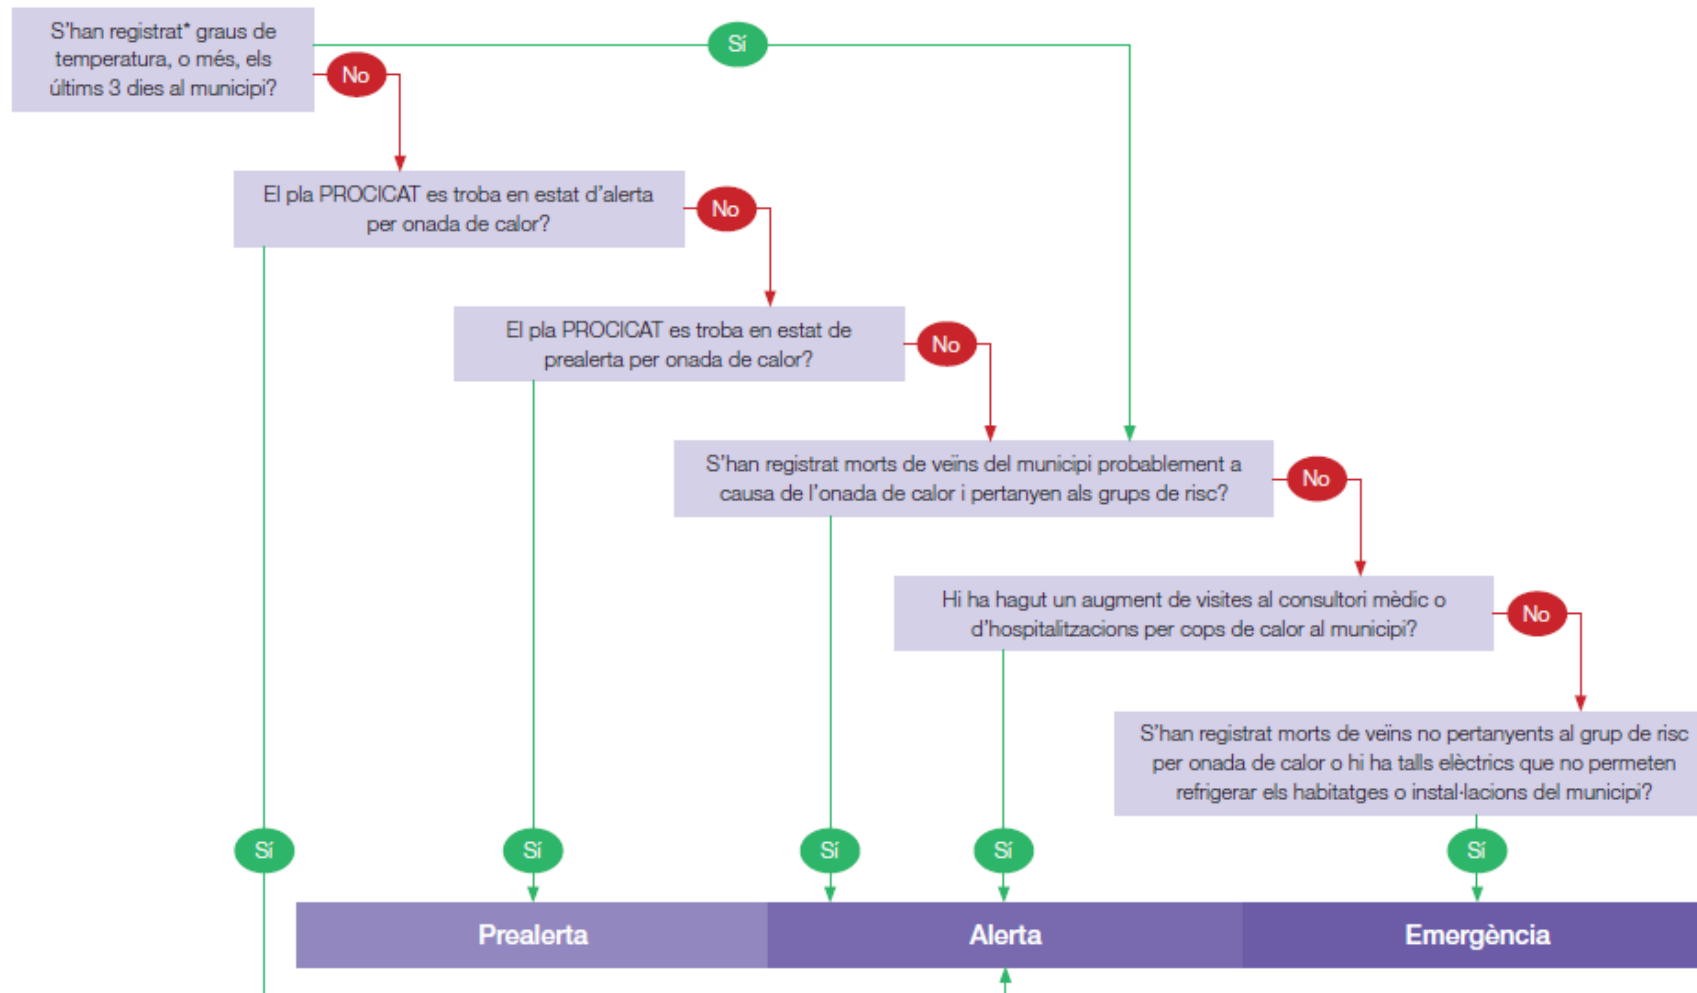 S'han registrat* graus de
temperatura, o més, els
últims 3 dies al municipi?
Sí
No
El pla PROCICAT es troba en estat d'alerta
per onada de calor?
No
El pla PROCICAT es troba en estat de
prealerta per onada de calor?
No
S'han registrat morts de veïns del municipi probablement a
causa de l'onada de calor i pertanyen als grups de risc?
No
Hi ha hagut un augment de visites al consultori mèdic o
d'hospitalitzacions per cops de calor al municipi?
No
S'han registrat morts de veïns no pertanyents al grup de risc
per onada de calor o hi ha talls elèctrics que no permeten
refrigerar els habitatges o instal·lacions del municipi?
Sí
Sí
Sí
Sí
Sí
Prealerta
Alerta
Emergència